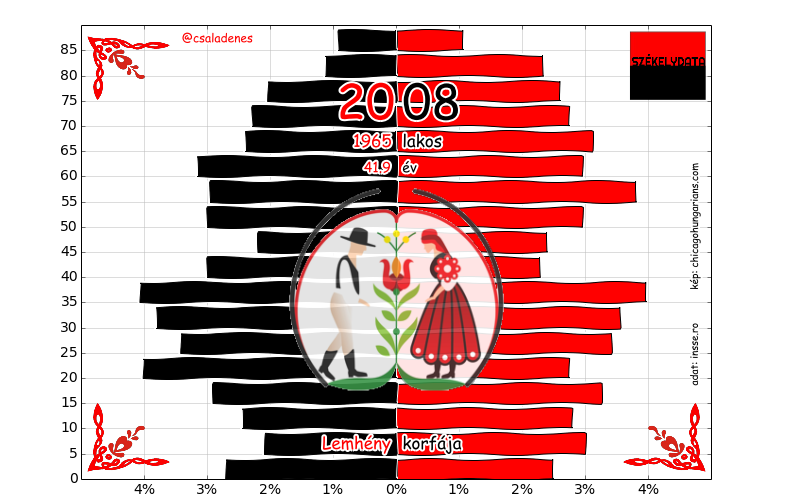 @csaladenes
SZÉKELYDATA
2008
1965 lakos
41,9 év
kép: chicagohungarians.com
adat: insse.ro
Lemhény korfája
85
80
75
70
65
60
55
50
45
40
35
30
25
20
15
10
5
0
4% 3% 2% 1% 0% 1% 2% 3% 4%